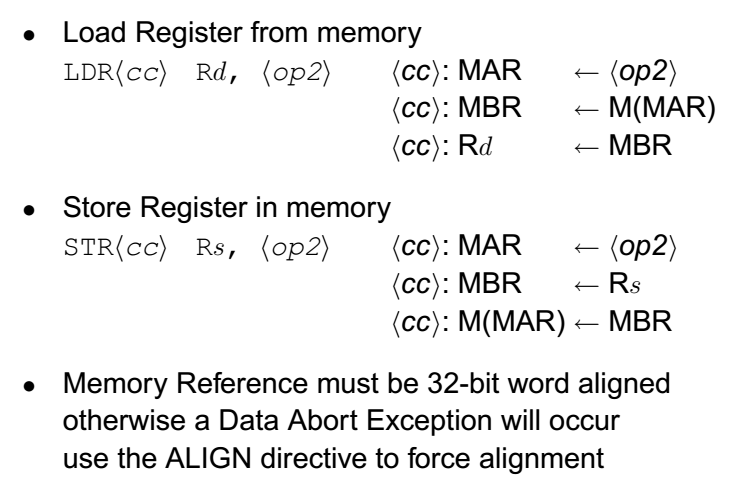 • Load Register from memory
LDR⟨cc⟩ Rd, ⟨op2⟩ ⟨cc⟩: MAR ← ⟨op2⟩
⟨cc⟩: MBR ← M(MAR)
⟨cc⟩: Rd ← MBR
• Store Register in memory
STR⟨cc⟩ Rs, ⟨op2⟩ ⟨cc⟩: MAR ← ⟨op2⟩
⟨cc⟩: MBR ← Rs
⟨cc⟩: M(MAR) ← MBR
• Memory Reference must be 32-bit word aligned
otherwise a Data Abort Exception will occur
use the ALIGN directive to force alignment